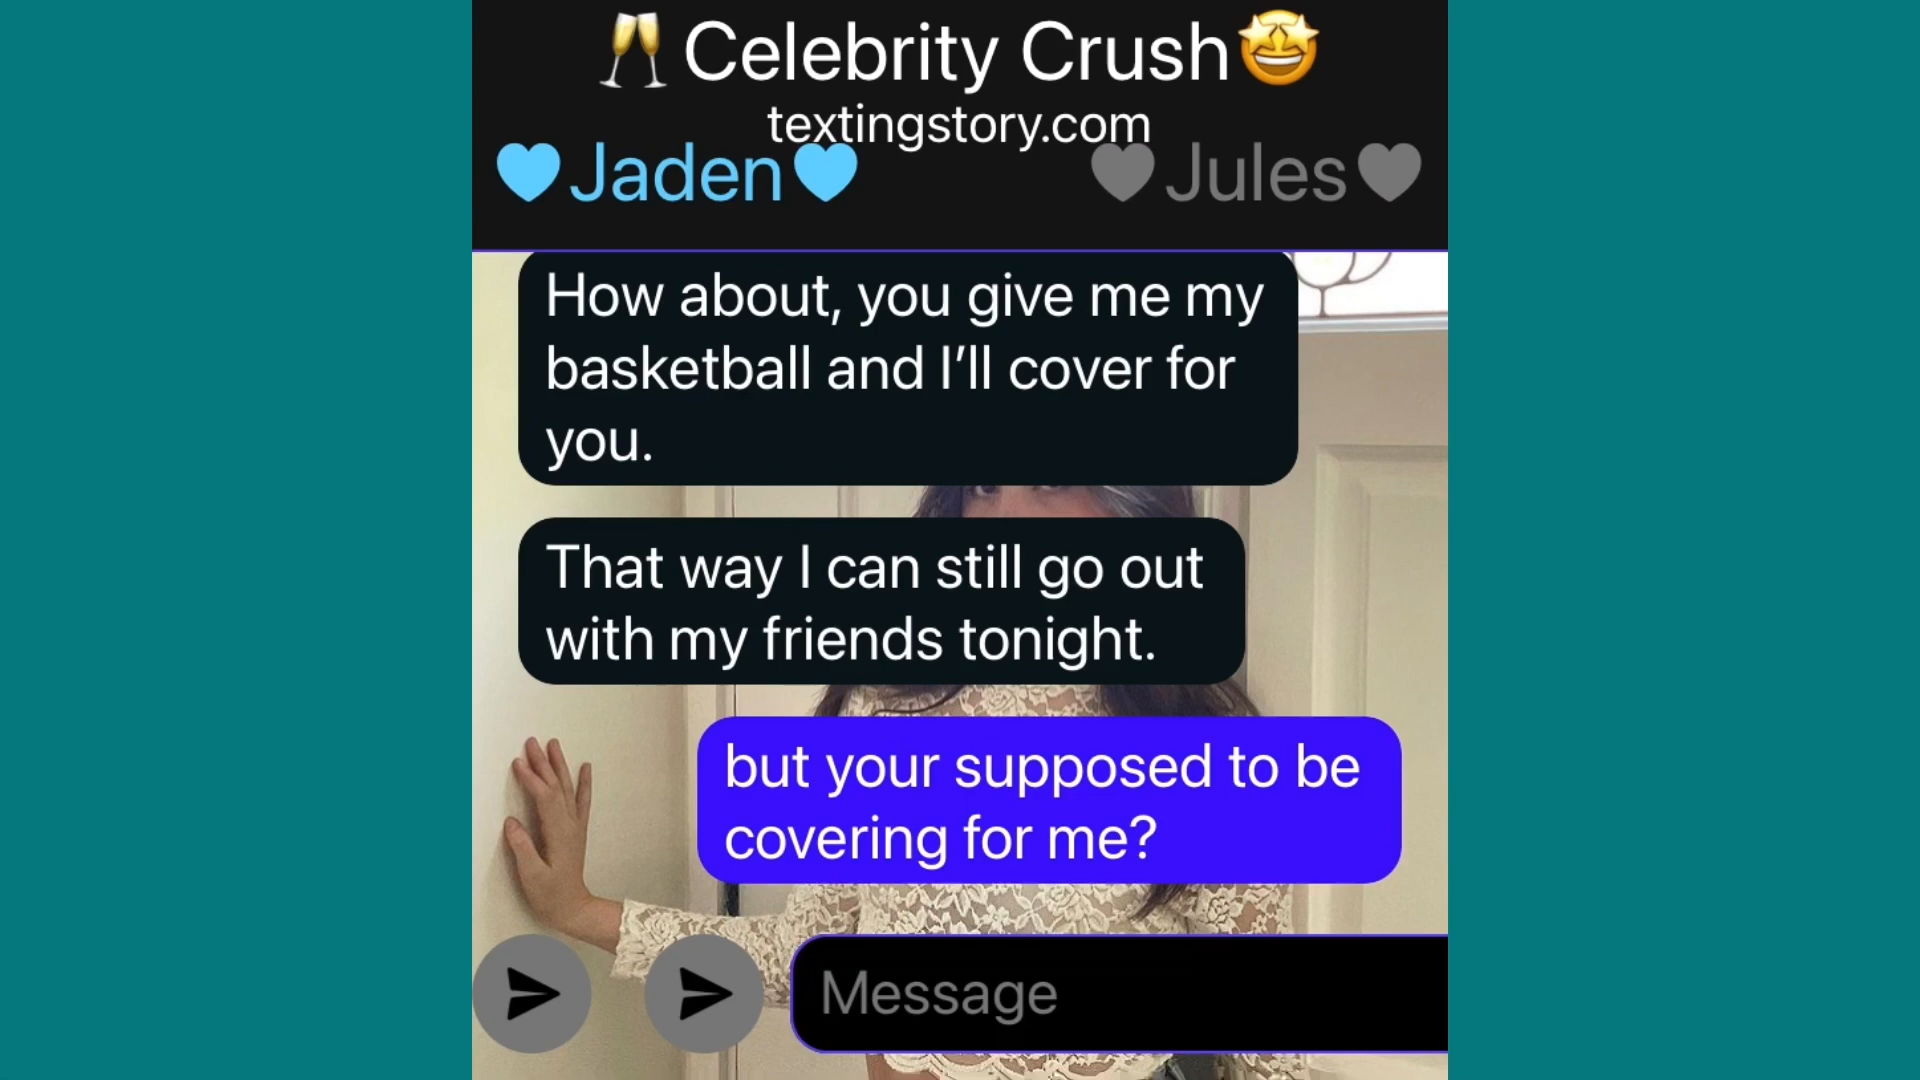 🥂Celebrity Crush🤩
textingstory.com
🩵Jaden🩵
🩶Jules🩶
How about, you give me my
basketball and I’ll cover for
you.
That way I can still go out
with my friends tonight.
but your supposed to be
covering for me?
Message